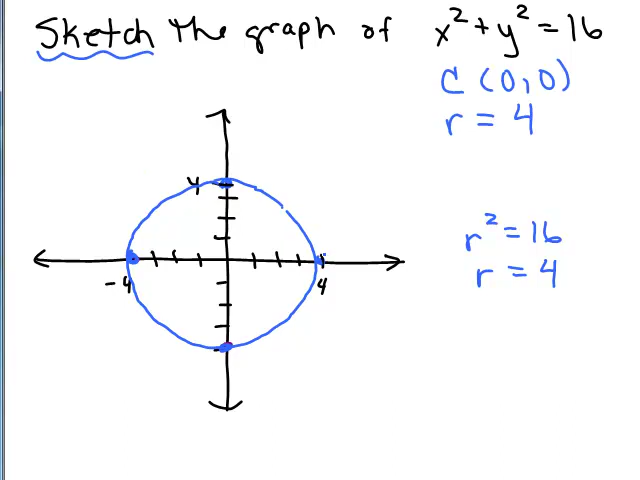 Sketch the graph of x² + y² = 16
C (0,0)
r = 4
4
r² = 16
r = 4
-4
4